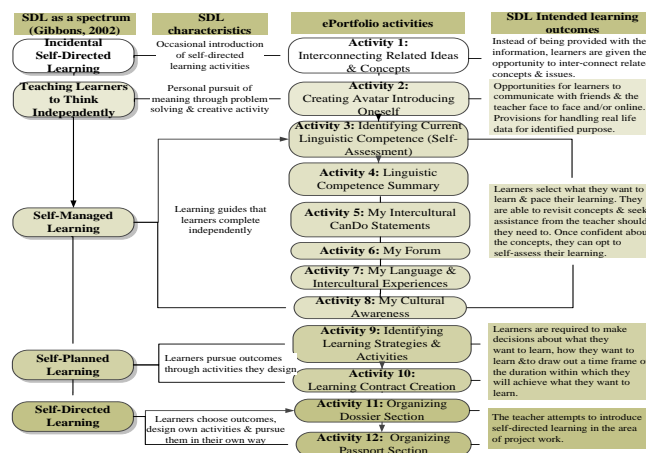 SDL as a spectrum
(Gibbons, 2002)
SDL
characteristics
ePortfolio activities
SDL Intended learning
outcomes
Incidental
Self-Directed
Learning
Occasional introduction
of self-directed
learning activities
Activity 1:
Interconnecting Related Ideas
& Concepts
Instead of being provided with the
information, learners are given the
opportunity to inter-connect related
concepts & issues.
Teaching Learners
to Think
Independently
Personal pursuit of
meaning through problem
solving & creative activity
Activity 2:
Creating Avatar Introducing
Oneself
Opportunities for learners to
communicate with friends & the
teacher face to face and/or online.
Provisions for handling real life
data for identified purpose.
Self-Managed
Learning
Learning guides that
learners complete
independently
Activity 3: Identifying Current
Linguistic Competence (Self-
Assessment)
Activity 4: Linguistic
Competence Summary
Activity 5: My Intercultural
CanDo Statements
Activity 6: My Forum
Activity 7: My Language &
Intercultural Experiences
Activity 8: My Cultural
Awareness
Learners select what they want to
learn & pace their learning. They
are able to revisit concepts & seek
assistance from the teacher should
they need to. Once confident about
the concepts, they can opt to
self-assess their learning.
Self-Planned
Learning
Learners pursue outcomes
through activities they design
Activity 9: Identifying
Learning Strategies &
Activities
Activity 10:
Learning Contract Creation
Learners are required to make
decisions about what they
want to learn, how they want to
learn &to draw out a time frame of
the duration within which they
will achieve what they want to
learn.
Self-Directed
Learning
Learners choose outcomes,
design own activities & pursue
them in their own way
Activity 11: Organizing
Dossier Section
Activity 12: Organizing
Passport Section
The teacher attempts to introduce
self-directed learning in the area
of project work.